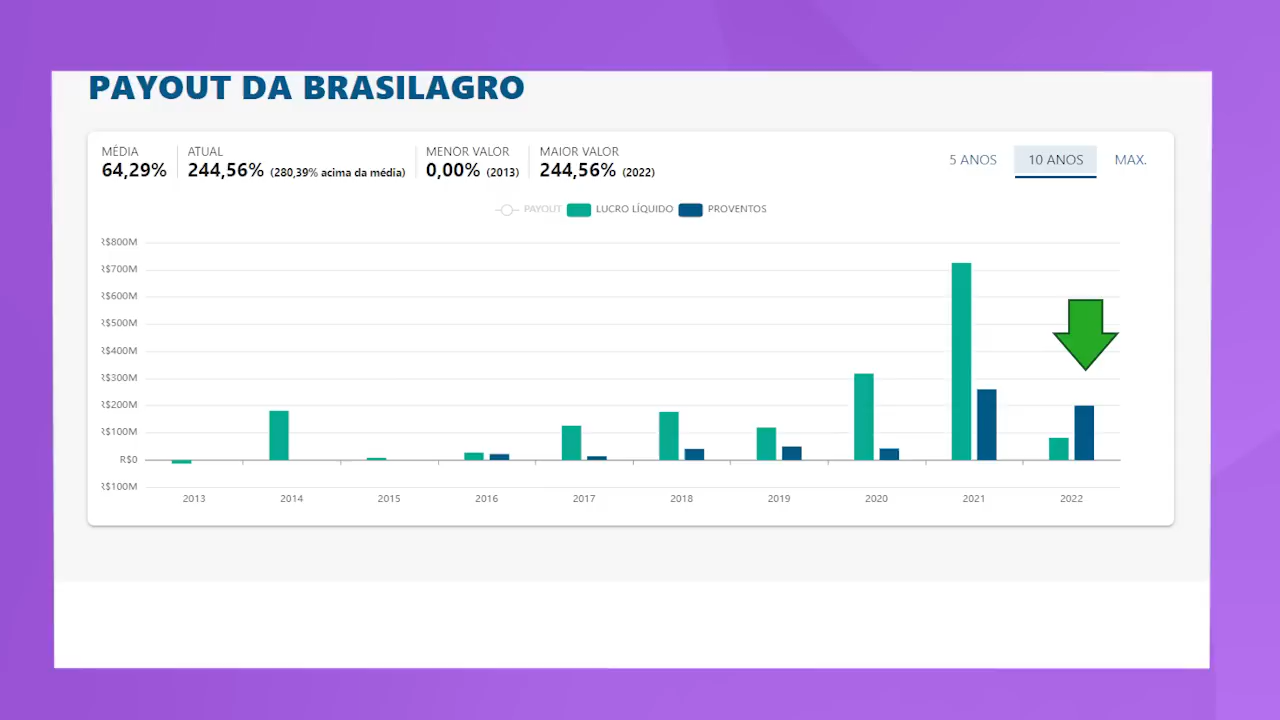 PAYOUT DA BRASILAGRO
MÉDIA
64,29%
ATUAL
244,56% (280,39% acima da média)
MENOR VALOR
0,00% (2013)
MAIOR VALOR
244,56% (2022)
5 ANOS
10 ANOS
MAX.
PAYOUT
LUCRO LÍQUIDO
PROVENTOS
R$800M
R$700M
R$600M
R$500M
R$400M
R$300M
R$200M
R$100M
R$0
R$100M
2013
2014
2015
2016
2017
2018
2019
2020
2021
2022